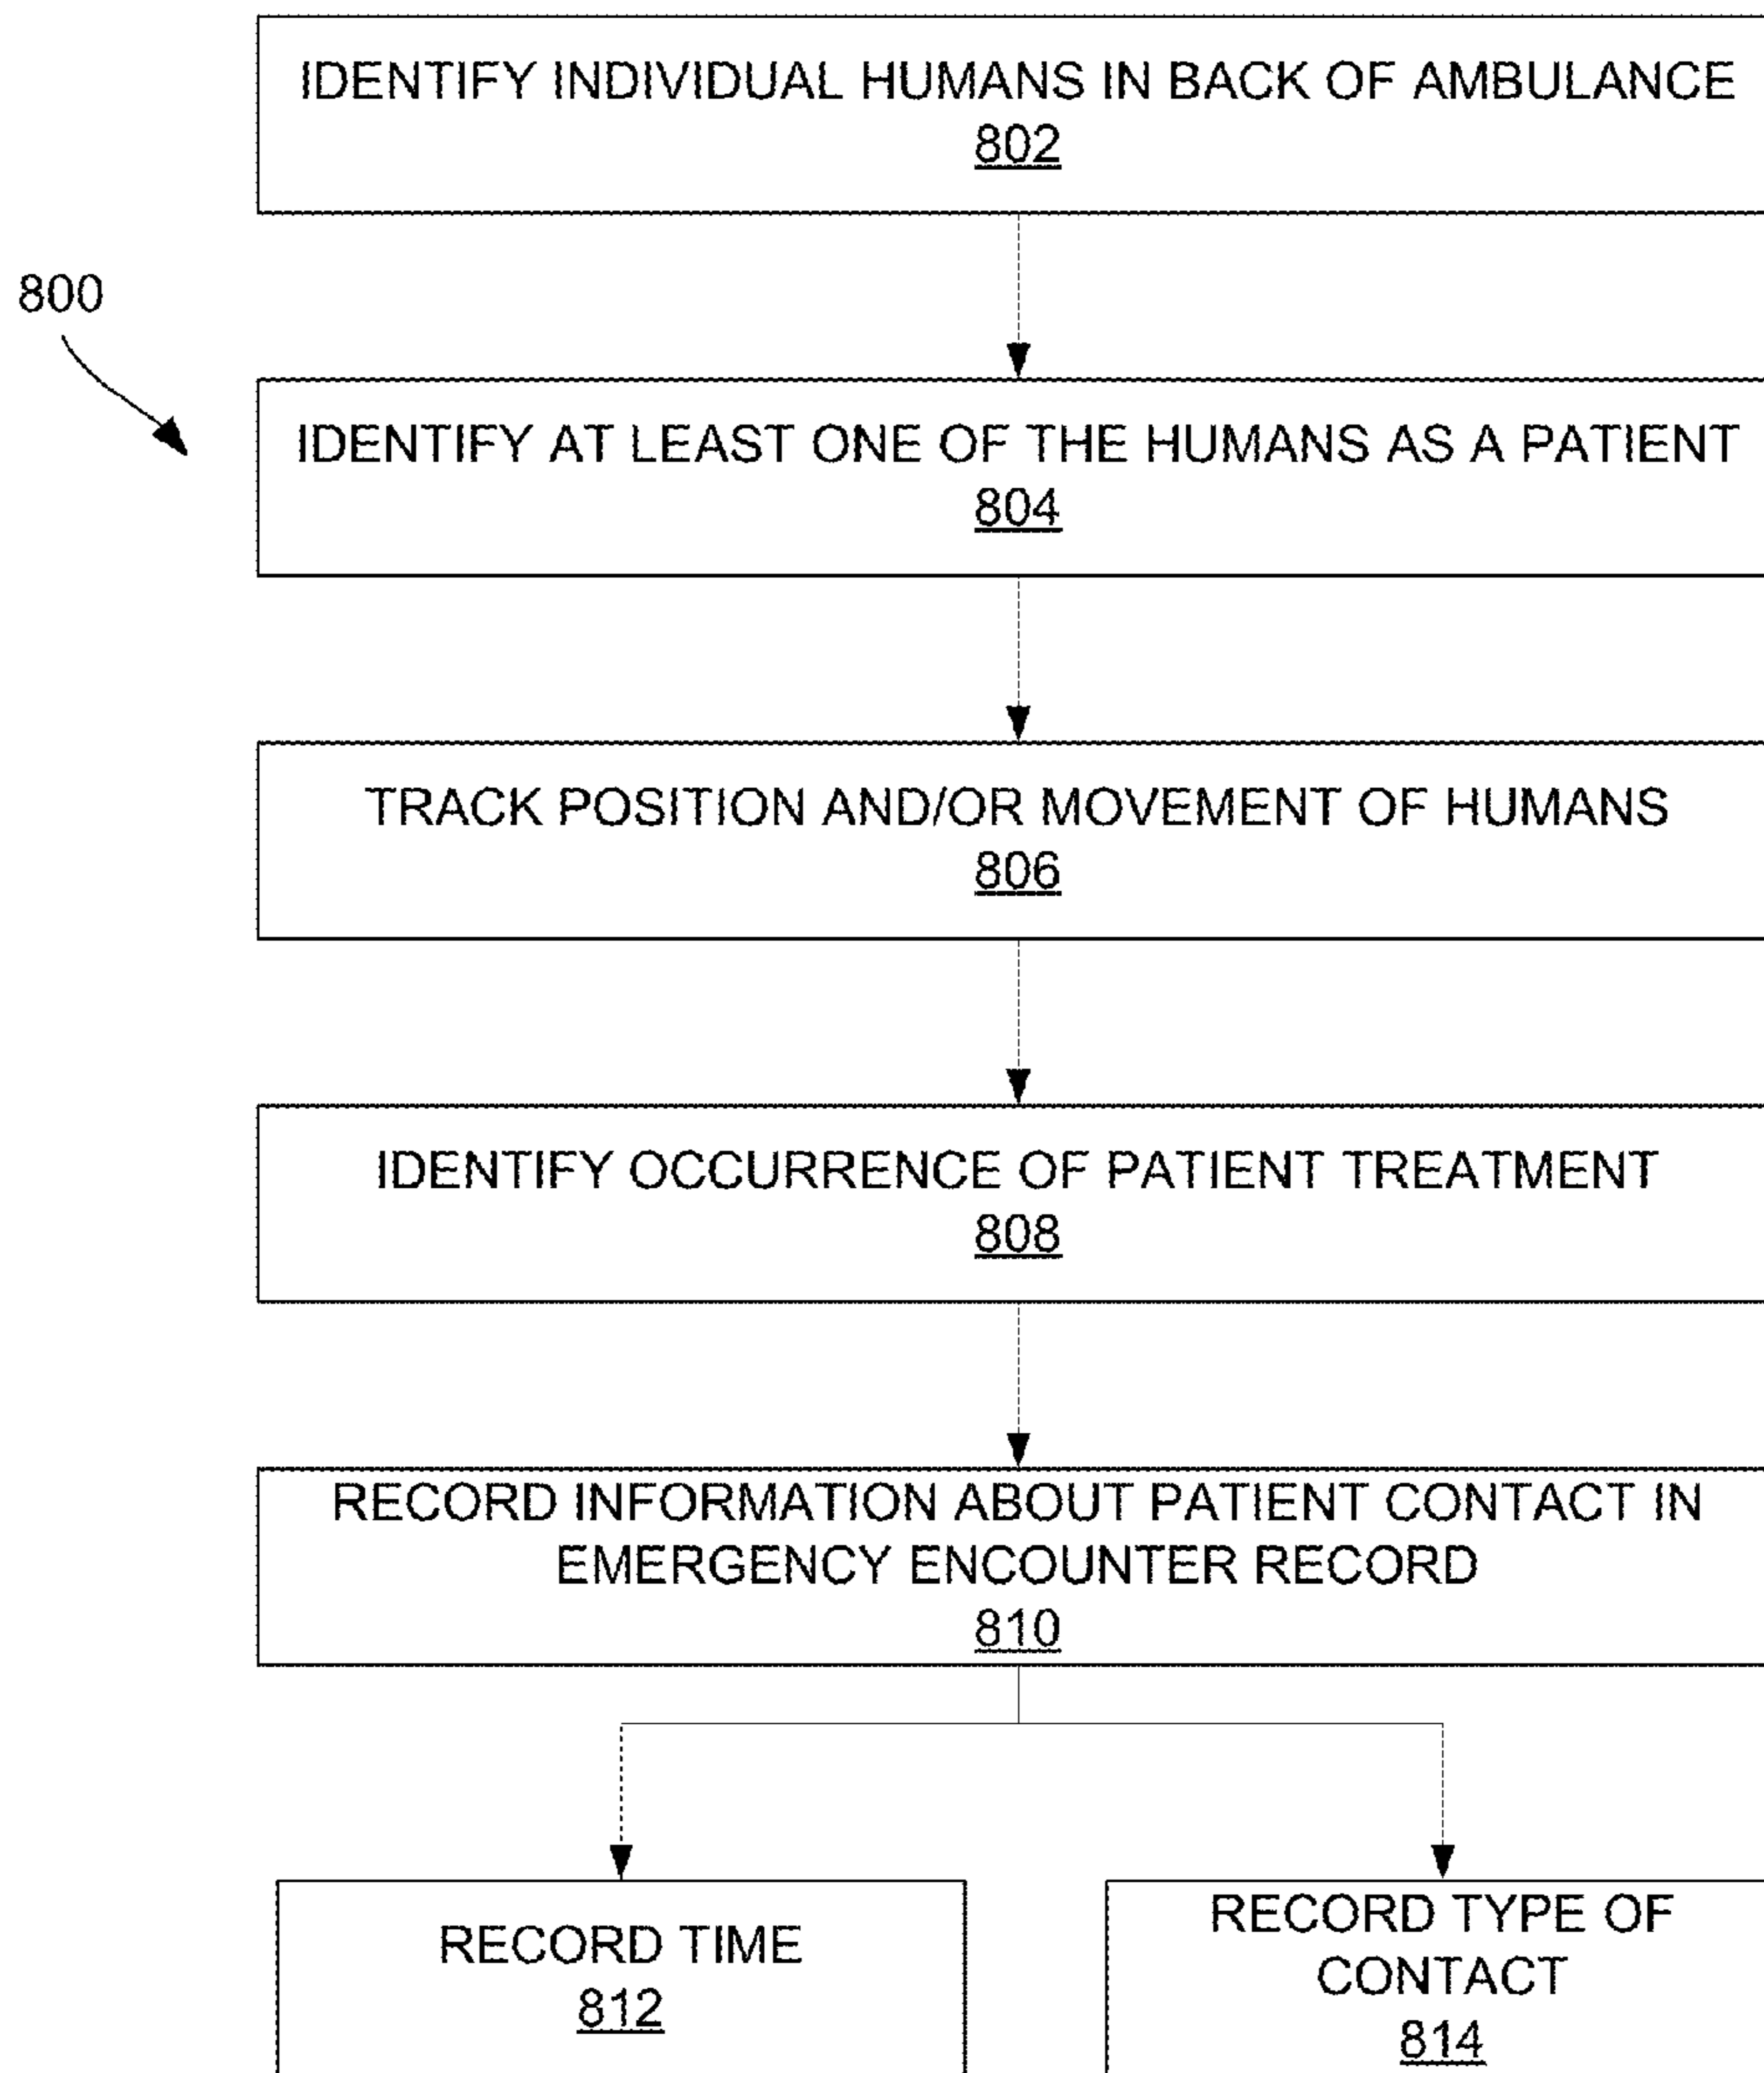 IDENTIFY INDIVIDUAL HUMANS IN BACK OF AMBULANCE
802
800
IDENTIFY AT LEAST ONE OF THE HUMANS AS A PATIENT
804
TRACK POSITION AND/OR MOVEMENT OF HUMANS
806
IDENTIFY OCCURRENCE OF PATIENT TREATMENT
808
RECORD INFORMATION ABOUT PATIENT CONTACT IN
EMERGENCY ENCOUNTER RECORD
810
RECORD TIME
812
RECORD TYPE OF
CONTACT
814